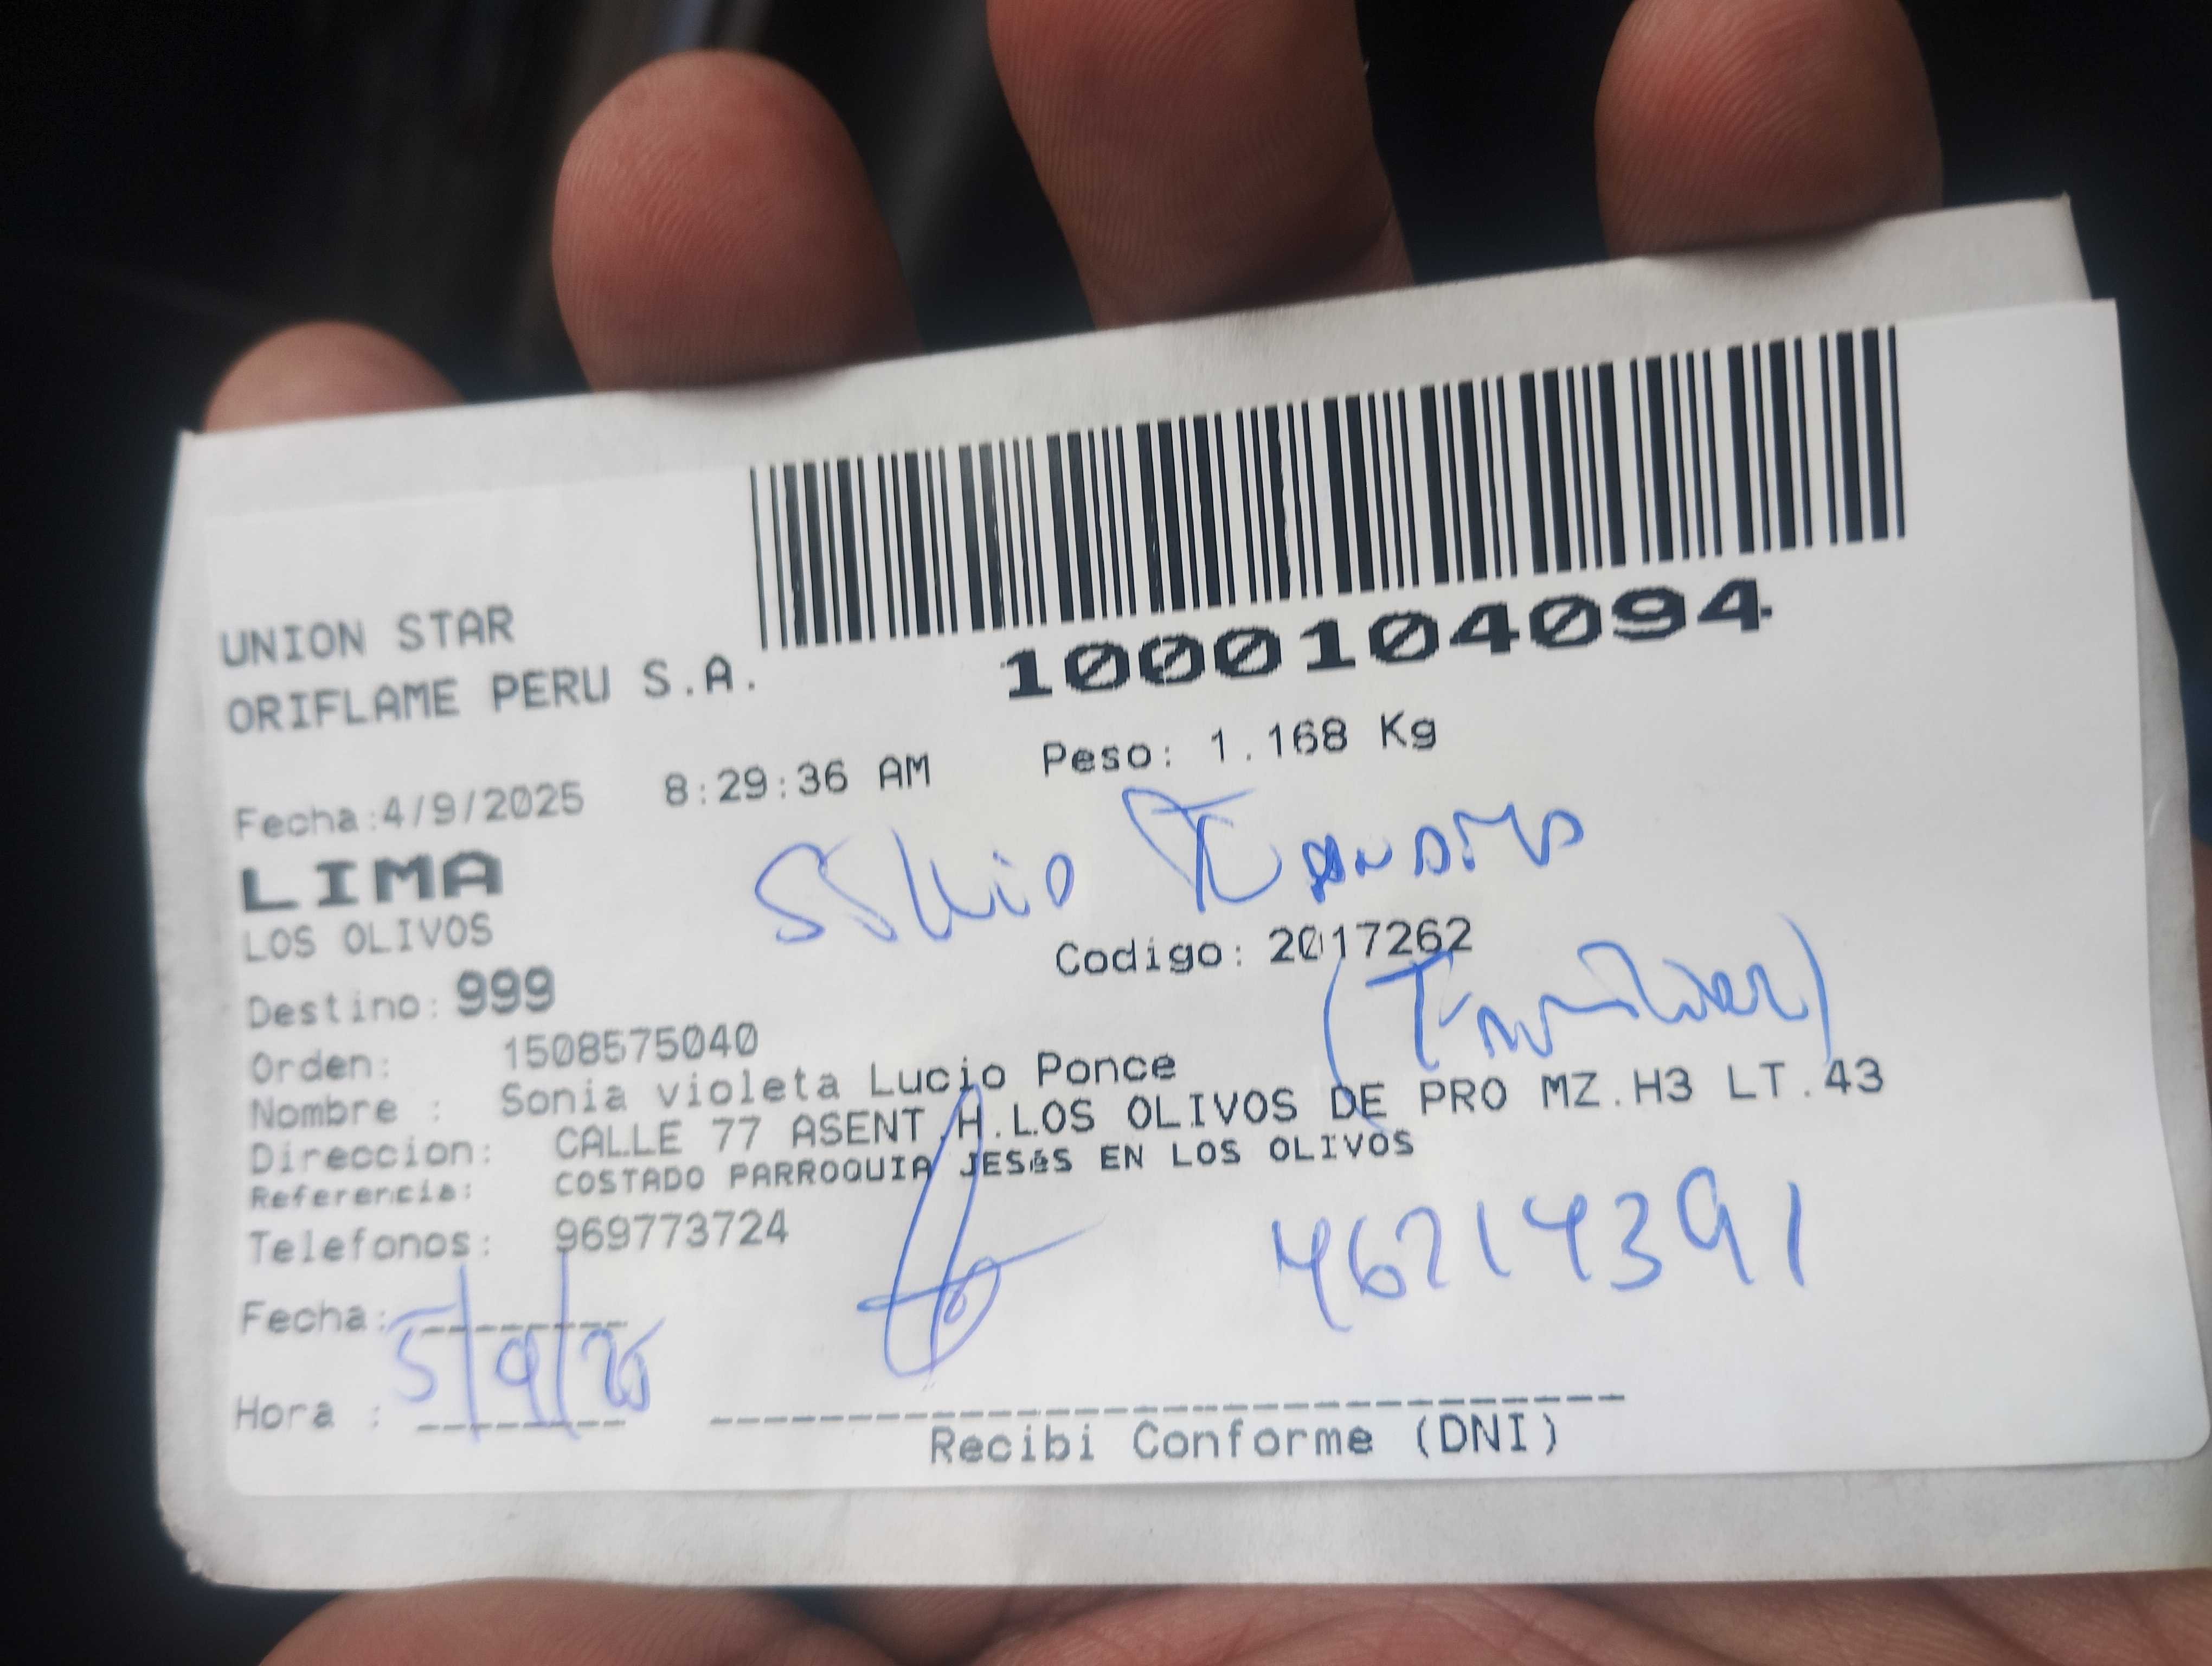 UNION STAR
ORIFLAME PERU S.A.
1000104094
Fecha:4/9/2025 8:29:36 AM Peso: 1.168 Kg
LIMA
LOS OLIVOS
Codigo: 2017262
Destino: 999
(Familiar)
Orden: 1508575040
Nombre : Sonia violeta Lucio Ponce
Direccion: CALLE 77 ASENT.H.LOS OLIVOS DE PRO MZ.H3 LT.43
Referencia: COSTADO PARROQUIA JESéS EN LOS OLIVOS
Telefonos: 969773724
46214391
Fecha: 5/9/25
Hora :
Recibi Conforme (DNI)